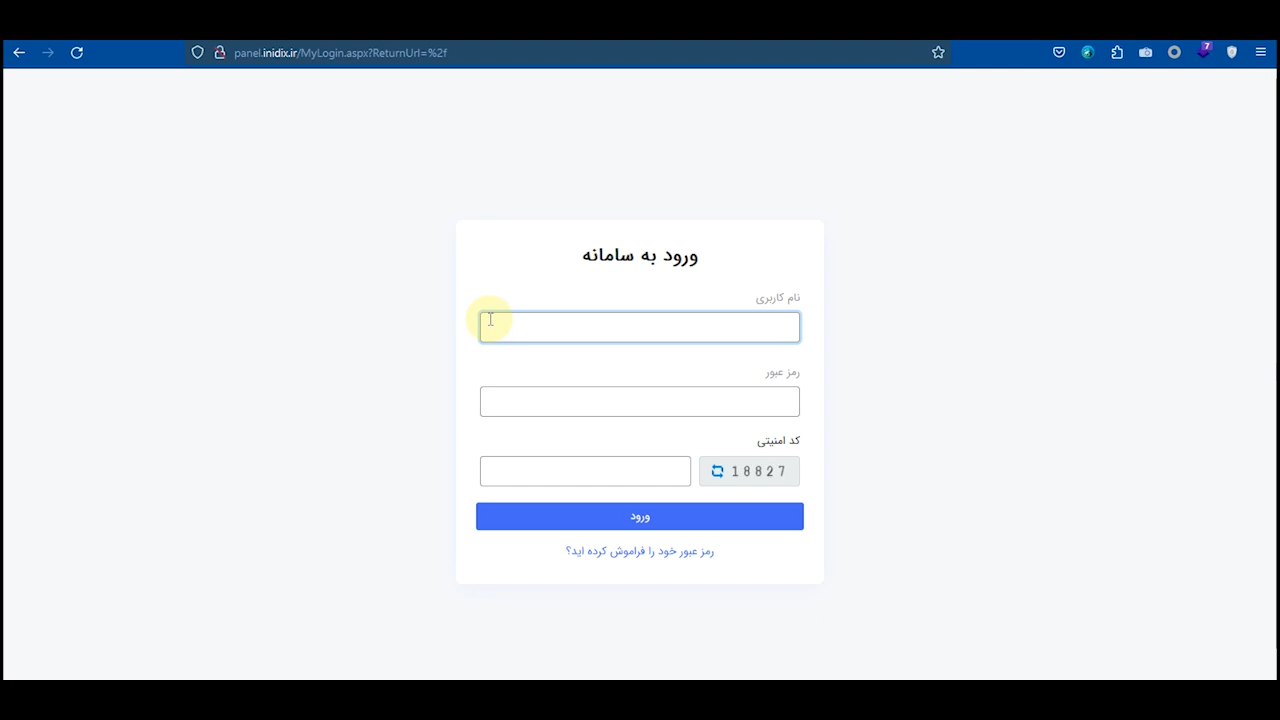 panel.inidix.ir/MyLogin.aspx?ReturnUrl=%2f
7
ورود به سامانه
نام کاربری
رمز عبور
کد امنیتی
18827
ورود
رمز عبور خود را فراموش کرده اید؟